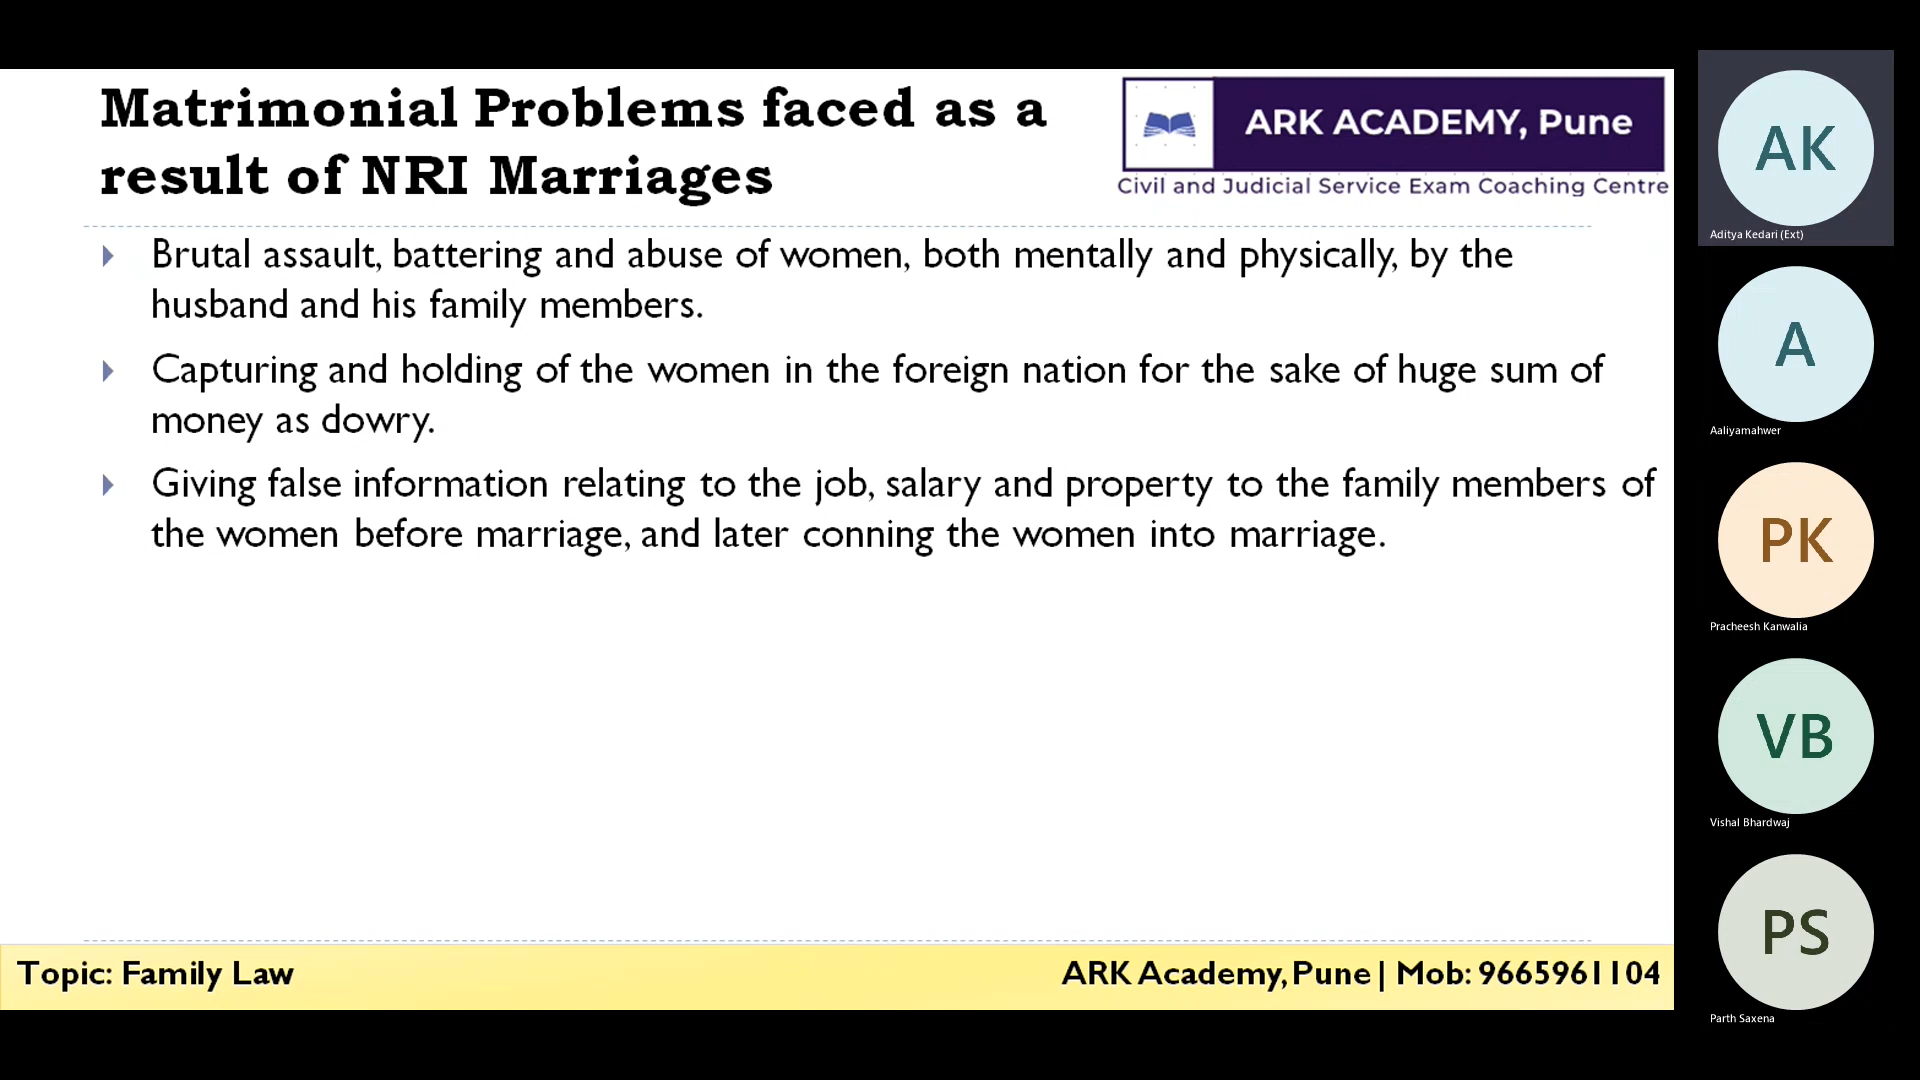 Matrimonial Problems faced as a
result of NRI Marriages
ARK ACADEMY, Pune
Civil and Judicial Service Exam Coaching Centre
Brutal assault, battering and abuse of women, both mentally and physically, by the
husband and his family members.
Capturing and holding of the women in the foreign nation for the sake of huge sum of
money as dowry.
Giving false information relating to the job, salary and property to the family members of
the women before marriage, and later conning the women into marriage.
Topic: Family Law
ARK Academy, Pune | Mob: 9665961104
AK
Aditya Kedari (Ext)
A
Aaliyamahwer
PK
Pracheesh Kanwalia
VB
Vishal Bhardwaj
PS
Parth Saxena